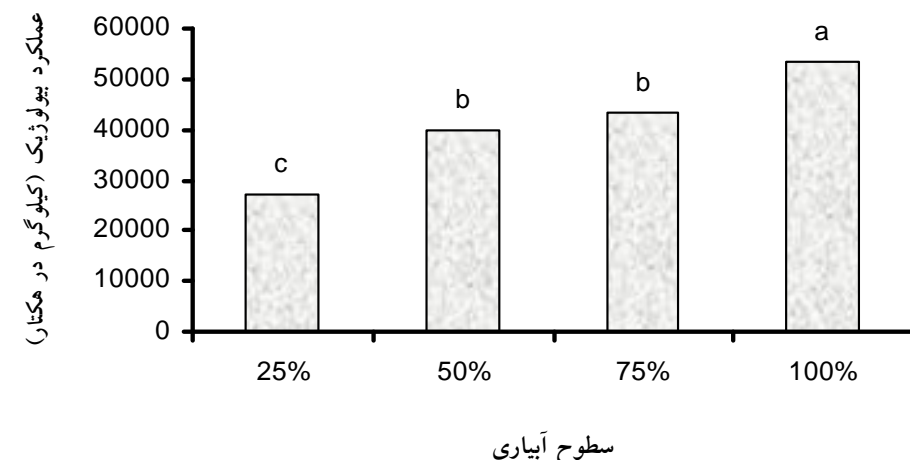 عملکرد بیولوژیک (کیلوگرم در هکتار)
60000
50000
40000
30000
20000
10000
0
c
b
b
a
25% 50% 75% 100%
سطوح آبیاری